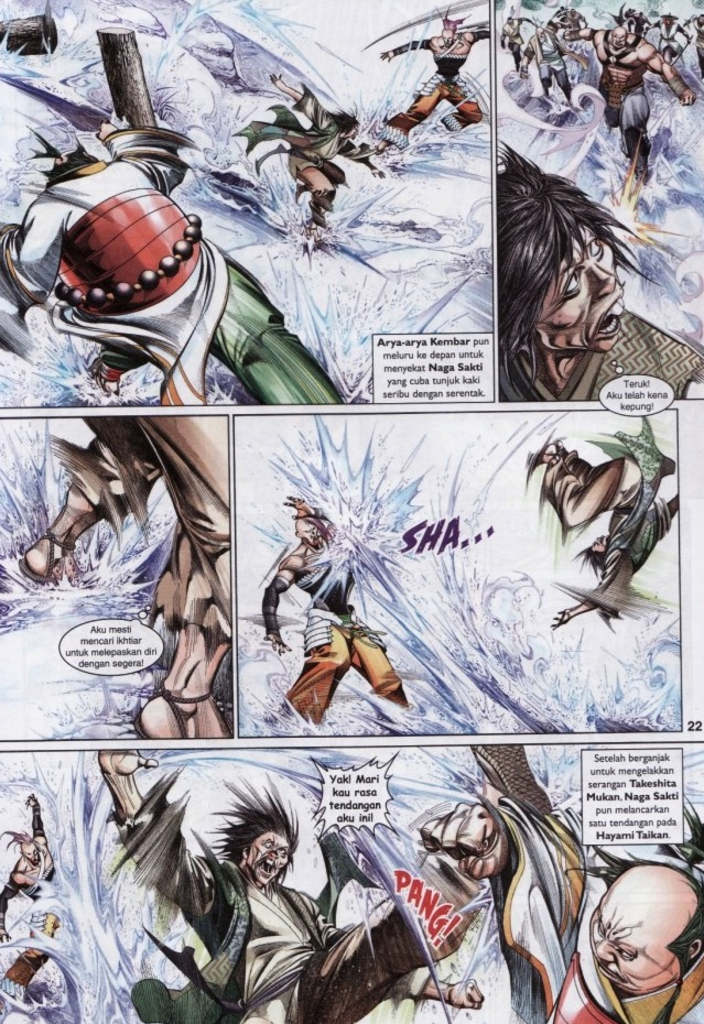 Arya-arya Kembar pun
meluru ke depan untuk
menyekat Naga Sakti
yang cuba tunjuk kaki
seribu dengan serentak.
Teruk!
Aku telah kena
kepung!
Aku mesti
mencari ikhtiar
untuk melepaskan diri
dengan segera!
SHA...
22
Yak! Mari
kau rasa
tendangan
aku ini!
PANG!
Setelah berganjak
untuk mengelakkan
serangan Takeshita
Mukan, Naga Sakti
pun melancarkan
satu tendangan pada
Hayami Taikan.